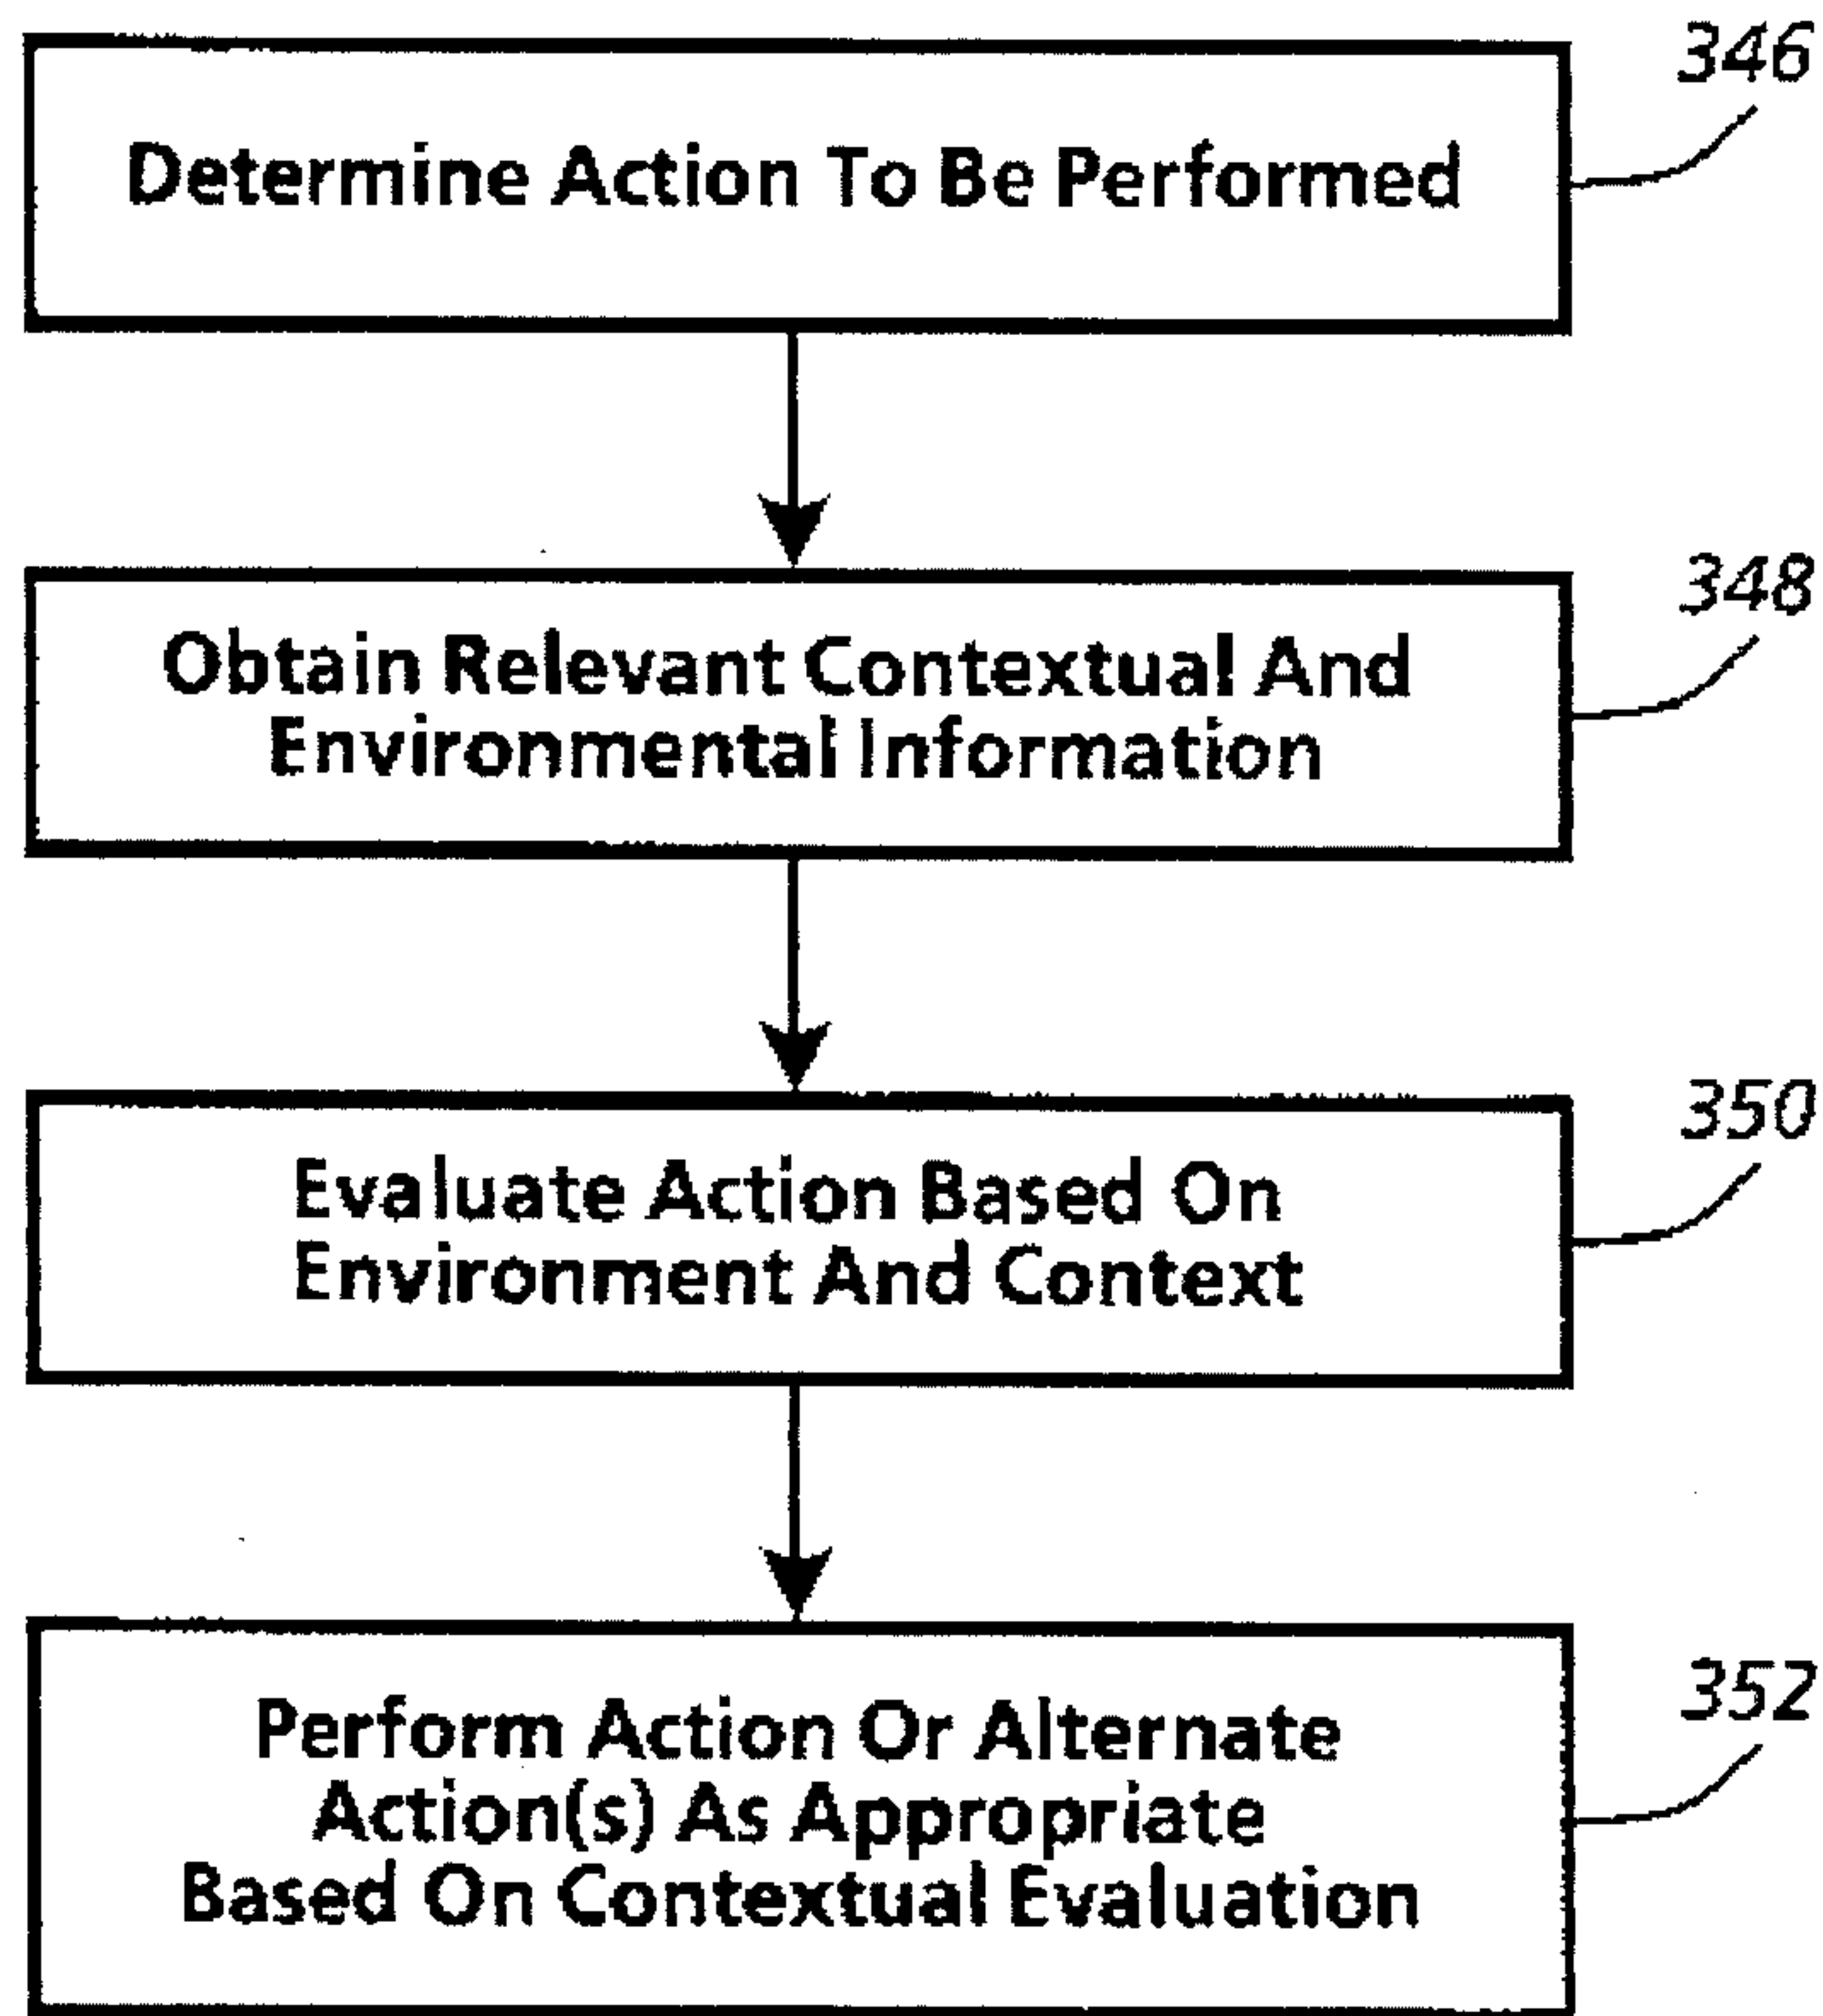 346
Determine Action To Be Performed
348
Obtain Relevant Contextual And
Environmental Information
350
Evaluate Action Based On
Environment And Context
352
Perform Action Or Alternate
Action(s) As Appropriate
Based On Contextual Evaluation